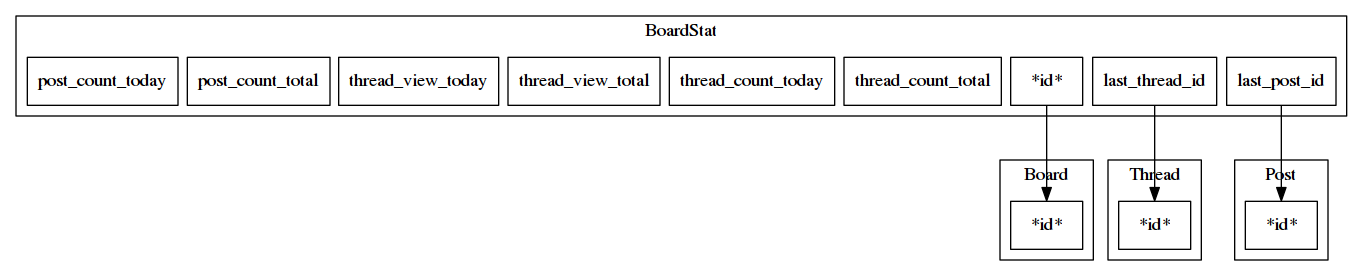 BoardStat
post_count_today
post_count_total
thread_view_today
thread_view_total
thread_count_today
thread_count_total
*id*
last_thread_id
last_post_id
Board
Thread
Post
*id*
*id*
*id*